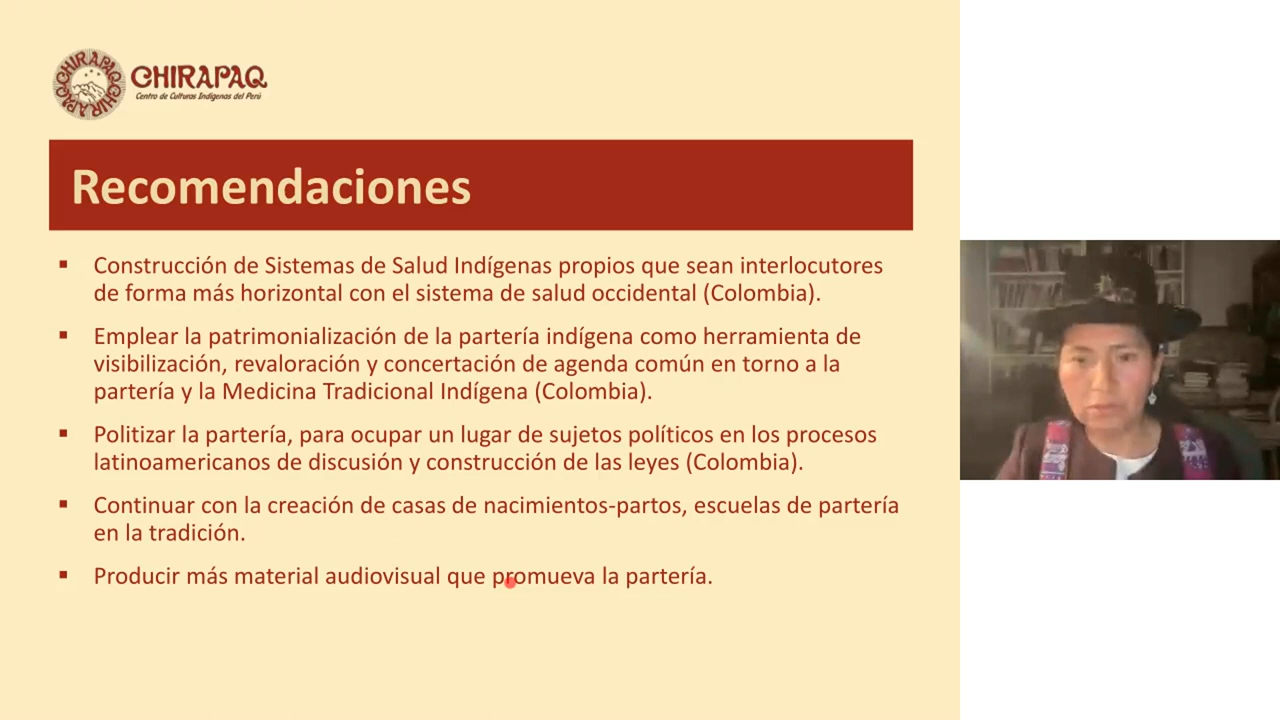 CHIRAPAQ
Centro de Culturas Indígenas del Perú
Recomendaciones
▪ Construcción de Sistemas de Salud Indígenas propios que sean interlocutores
de forma más horizontal con el sistema de salud occidental (Colombia).
▪ Emplear la patrimonialización de la partería indígena como herramienta de
visibilización, revaloración y concertación de agenda común en torno a la
partería y la Medicina Tradicional Indígena (Colombia).
▪ Politizar la partería, para ocupar un lugar de sujetos políticos en los procesos
latinoamericanos de discusión y construcción de las leyes (Colombia).
▪ Continuar con la creación de casas de nacimientos-partos, escuelas de partería
en la tradición.
▪ Producir más material audiovisual que promueva la partería.